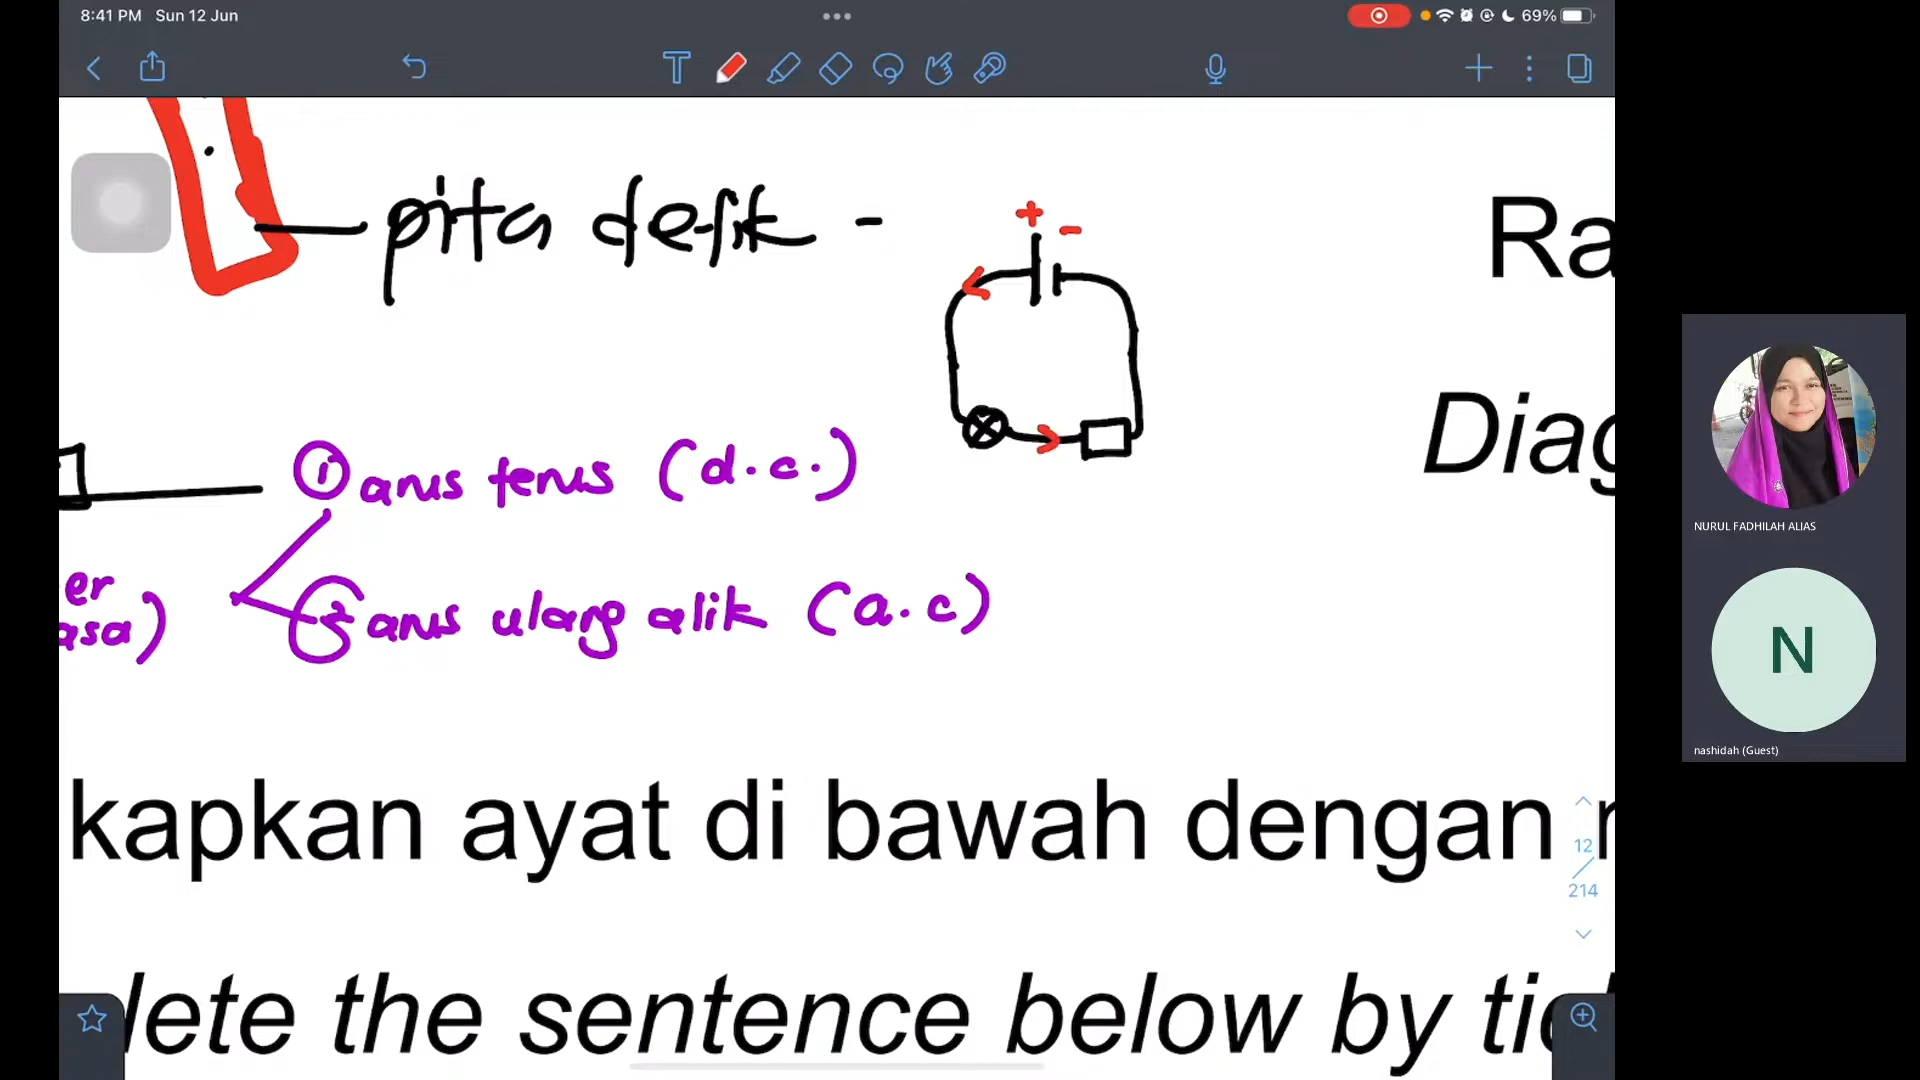 8:41 PM Sun 12 Jun
69%
pita detik -
+ -
Ra
Diag
① arus terus (d.c.)
er
asa)
② arus ulang alik (a.c)
kapkan ayat di bawah dengan
12
214
lete the sentence below by tic
NURUL FADHILAH ALIAS
N
nashidah (Guest)